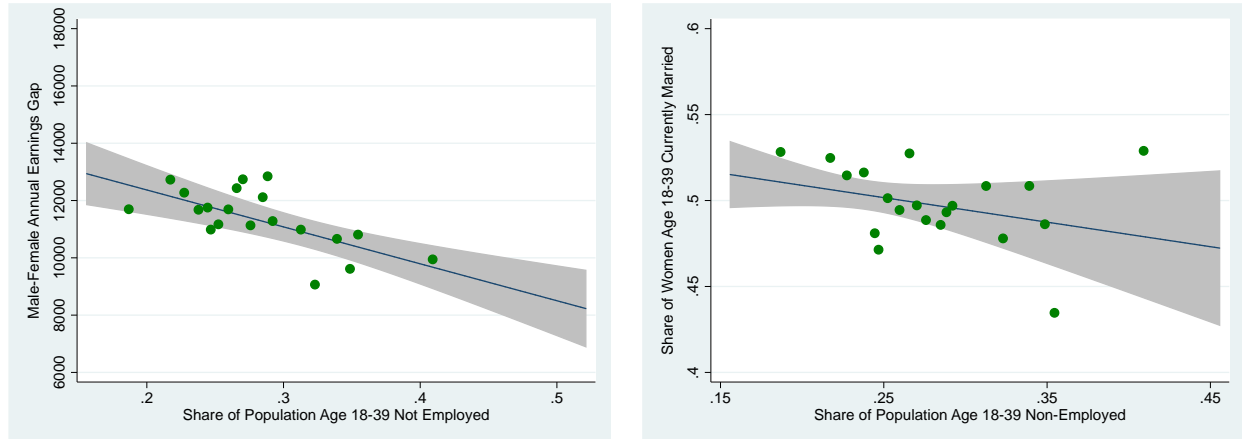 Male-Female Annual Earnings Gap
18000
16000
14000
12000
10000
8000
6000
.2 .3 .4 .5
Share of Population Age 18-39 Not Employed
Share of Women Age 18-39 Currently Married
.6
.55
.5
.45
.4
.15 .25 .35 .45
Share of Population Age 18-39 Non-Employed